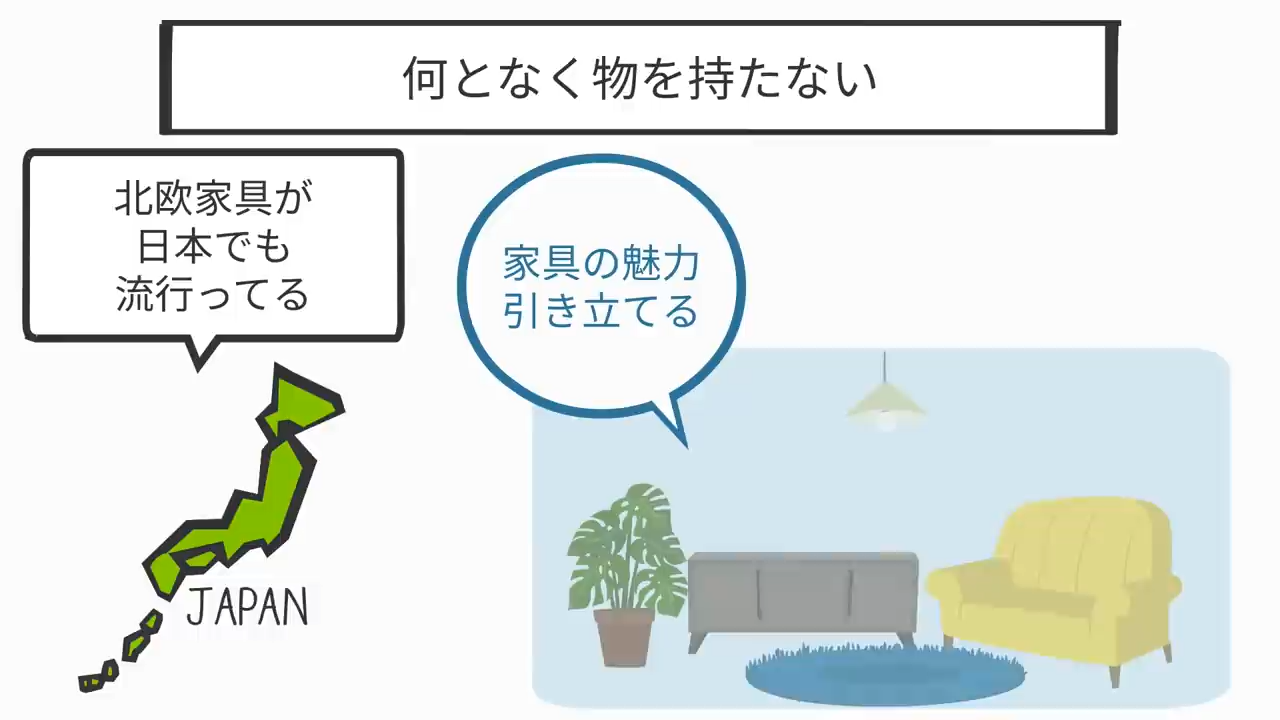 何となく物を持たない
北欧家具が
日本でも
流行ってる
家具の魅力
引き立てる
JAPAN